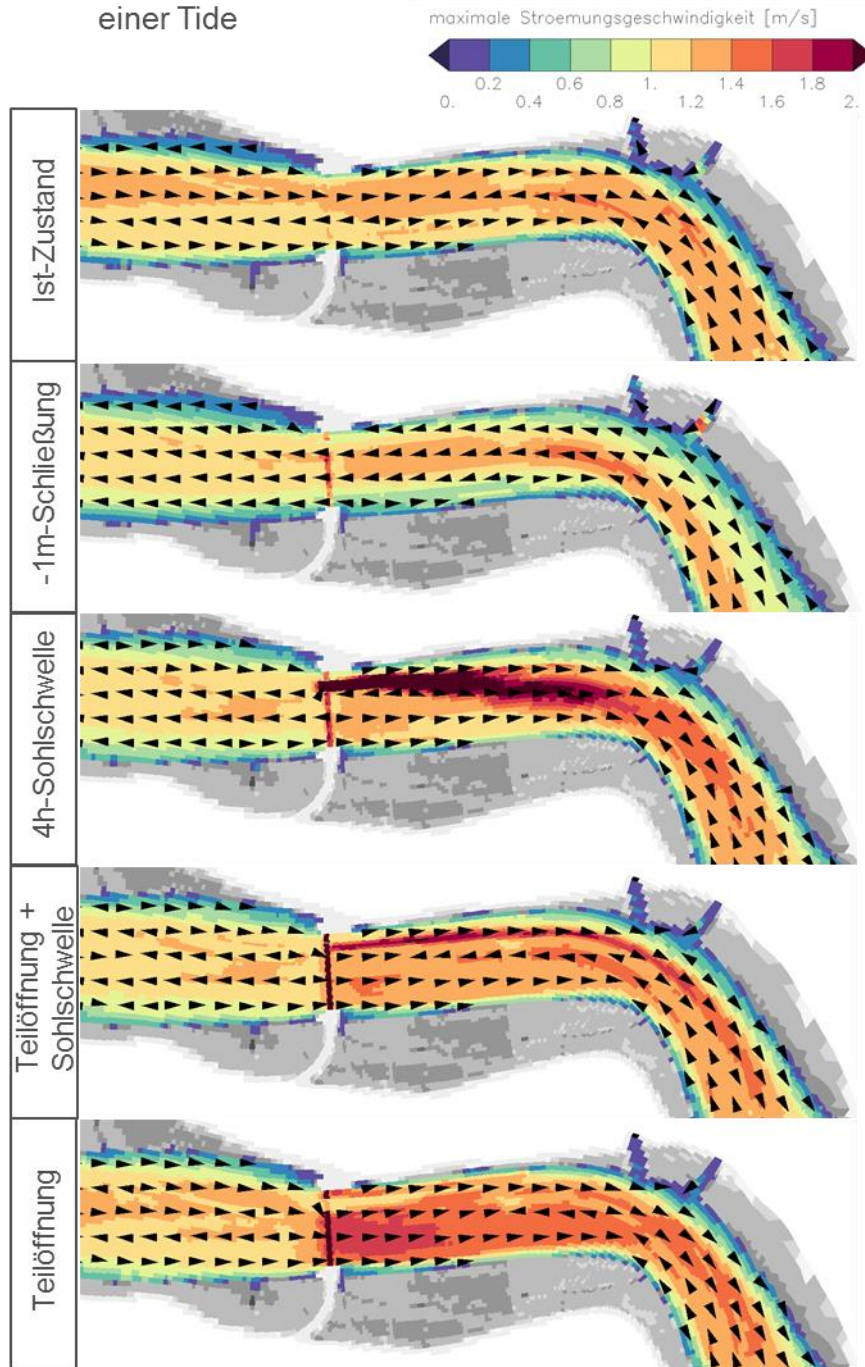 einer Tide
maximale Stroemungsgeschwindigkeit [m/s]
0.2 0.6 1. 1.4 1.8
0. 0.4 0.8 1.2 1.6 2.
Ist-Zustand
-1m-Schließung
4h-Sohlschwelle
Teilöffnung +
Sohlschwelle
Teilöffnung